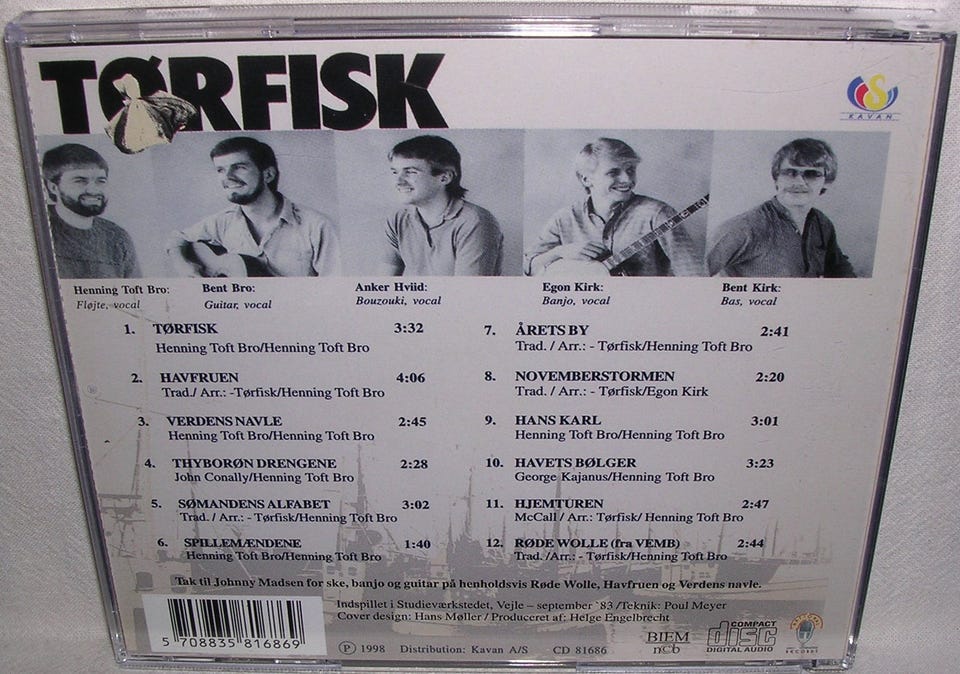 TØRFISK
KAVAN
Henning Toft Bro:
Fløjte, vocal
Bent Bro:
Guitar, vocal
Anker Hviid:
Bouzouki, vocal
Egon Kirk:
Banjo, vocal
Bent Kirk:
Bas, vocal
1. TØRFISK 3:32
Henning Toft Bro/Henning Toft Bro
2. HAVFRUEN 4:06
Trad./ Arr.: -Tørfisk/Henning Toft Bro
3. VERDENS NAVLE 2:45
Henning Toft Bro/Henning Toft Bro
4. THYBORØN DRENGENE 2:28
John Conally/Henning Toft Bro
5. SØMANDENS ALFABET 3:02
Trad. / Arr.: - Tørfisk/Henning Toft Bro
6. SPILLEMÆNDENE 1:40
Henning Toft Bro/Henning Toft Bro
7. ÅRETS BY 2:41
Trad. / Arr.: - Tørfisk/Henning Toft Bro
8. NOVEMBERSTORMEN 2:20
Trad. / Arr.: - Tørfisk/Egon Kirk
9. HANS KARL 3:01
Henning Toft Bro/Henning Toft Bro
10. HAVETS BØLGER 3:23
George Kajanus/Henning Toft Bro
11. HJEMTUREN 2:47
McCall / Arr: Tørfisk/ Henning Toft Bro
12. RØDE WOLLE (fra VEMB) 2:44
Trad. /Arr.: - Tørfisk/Henning Toft Bro
Tak til Johnny Madsen for ske, banjo og guitar på henholdsvis Røde Wolle, Havfruen og Verdens navle.
Indspillet i Studieværkstedet, Vejle – september `83 /Teknik: Poul Meyer
Cover design: Hans Møller / Produceret af: Helge Engelbrecht
5 708835 816869
Ⓟ 1998 Distribution: Kavan A/S CD 81686
BIEM
ncb
COMPACT
disc
DIGITAL AUDIO
RECORDS